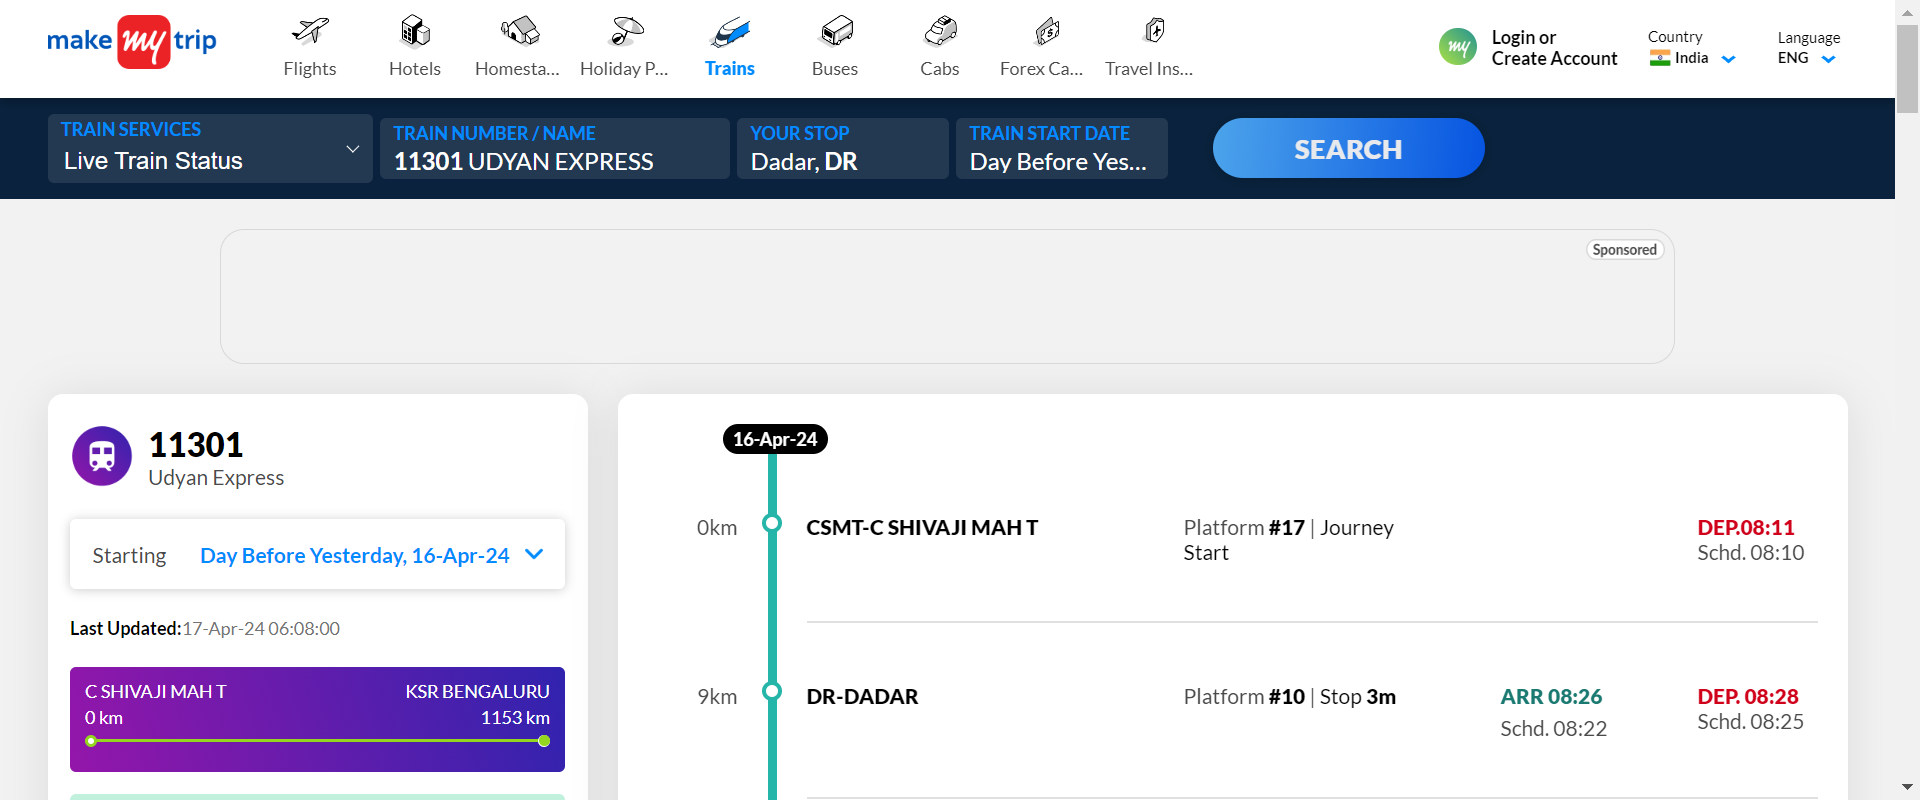 make my trip
Flights
Hotels
Homesta...
Holiday P...
Trains
Buses
Cabs
Forex Ca...
Travel Ins...
my
Login or
Create Account
Country
India
Language
ENG
TRAIN SERVICES
Live Train Status
TRAIN NUMBER / NAME
11301 UDYAN EXPRESS
YOUR STOP
Dadar, DR
TRAIN START DATE
Day Before Yes...
SEARCH
Sponsored
11301
Udyan Express
Starting Day Before Yesterday, 16-Apr-24
Last Updated:17-Apr-24 06:08:00
C SHIVAJI MAH T KSR BENGALURU
0 km 1153 km
16-Apr-24
0km CSMT-C SHIVAJI MAH T Platform #17 | Journey DEP.08:11
Start Schd. 08:10
9km DR-DADAR Platform #10 | Stop 3m ARR 08:26 DEP. 08:28
Schd. 08:22 Schd. 08:25